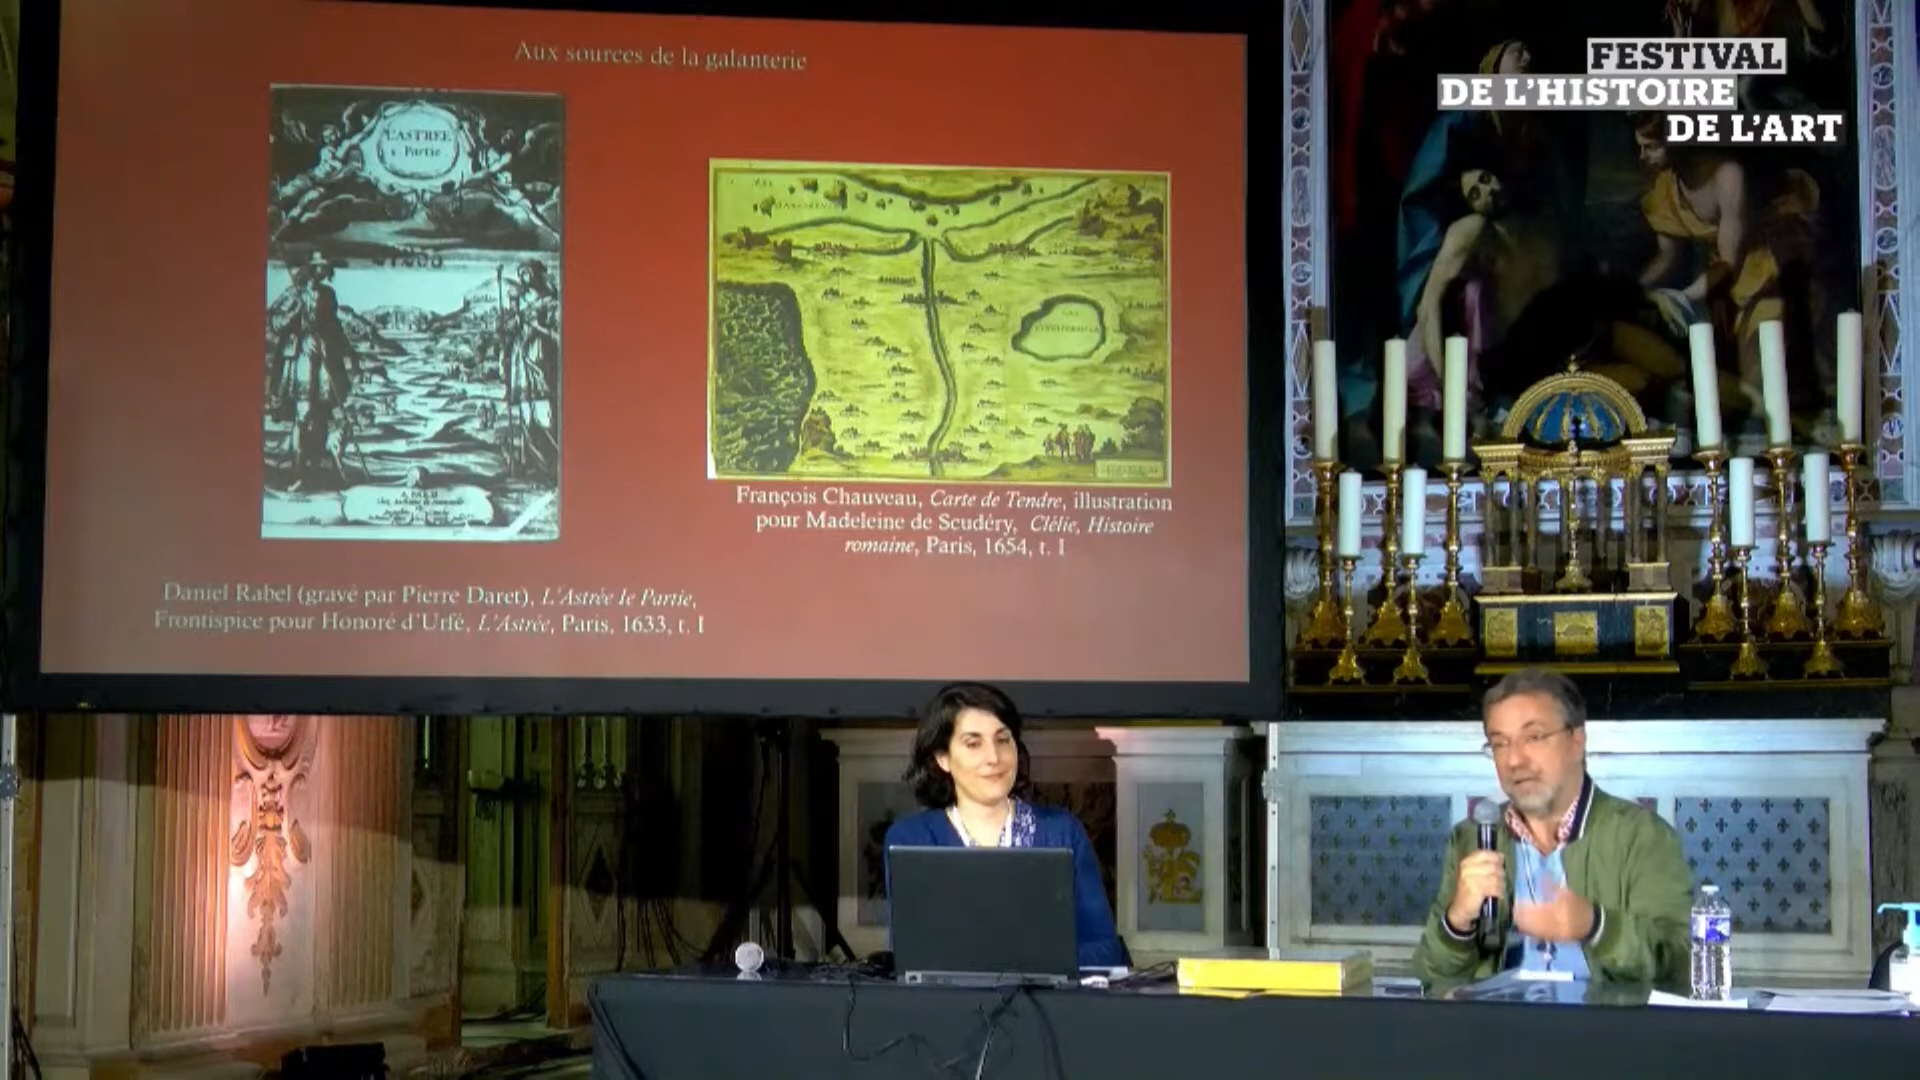 Aux sources de la galanterie
FESTIVAL
DE L'HISTOIRE
DE L'ART
L'ASTREE
Partie
François Chauveau, Carte de Tendre, illustration
pour Madeleine de Scudéry, Clélie, Histoire
romaine, Paris, 1654, t. I
Daniel Rabel (gravé par Pierre Daret), L'Astrée Ie Partie,
Frontispice pour Honoré d'Urfé, L'Astrée, Paris, 1633, t. I